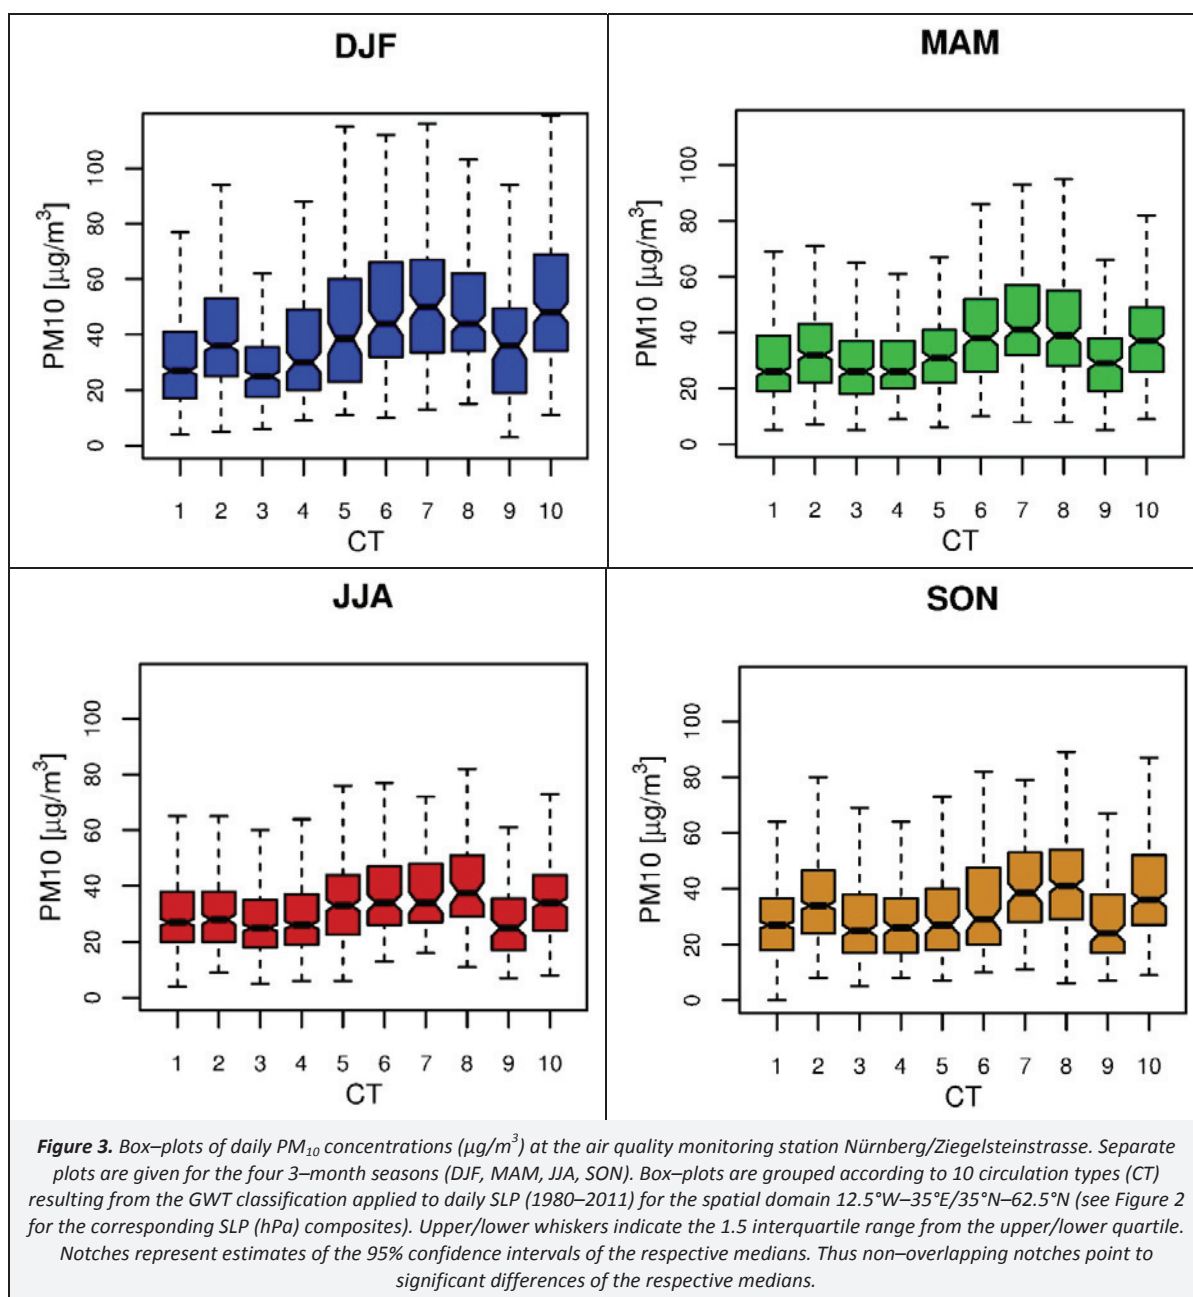 DJF
PM10 [µg/m³]
100
80
60
40
20
0
1 2 3 4 5 6 7 8 9 10
CT
MAM
PM10 [µg/m³]
100
80
60
40
20
0
1 2 3 4 5 6 7 8 9 10
CT
JJA
PM10 [µg/m³]
100
80
60
40
20
0
1 2 3 4 5 6 7 8 9 10
CT
SON
PM10 [µg/m³]
100
80
60
40
20
0
1 2 3 4 5 6 7 8 9 10
CT
Figure 3. Box–plots of daily PM₁₀ concentrations (µg/m³) at the air quality monitoring station Nürnberg/Ziegelsteinstrasse. Separate
plots are given for the four 3–month seasons (DJF, MAM, JJA, SON). Box–plots are grouped according to 10 circulation types (CT)
resulting from the GWT classification applied to daily SLP (1980–2011) for the spatial domain 12.5°W–35°E/35°N–62.5°N (see Figure 2
for the corresponding SLP (hPa) composites). Upper/lower whiskers indicate the 1.5 interquartile range from the upper/lower quartile.
Notches represent estimates of the 95% confidence intervals of the respective medians. Thus non–overlapping notches point to
significant differences of the respective medians.